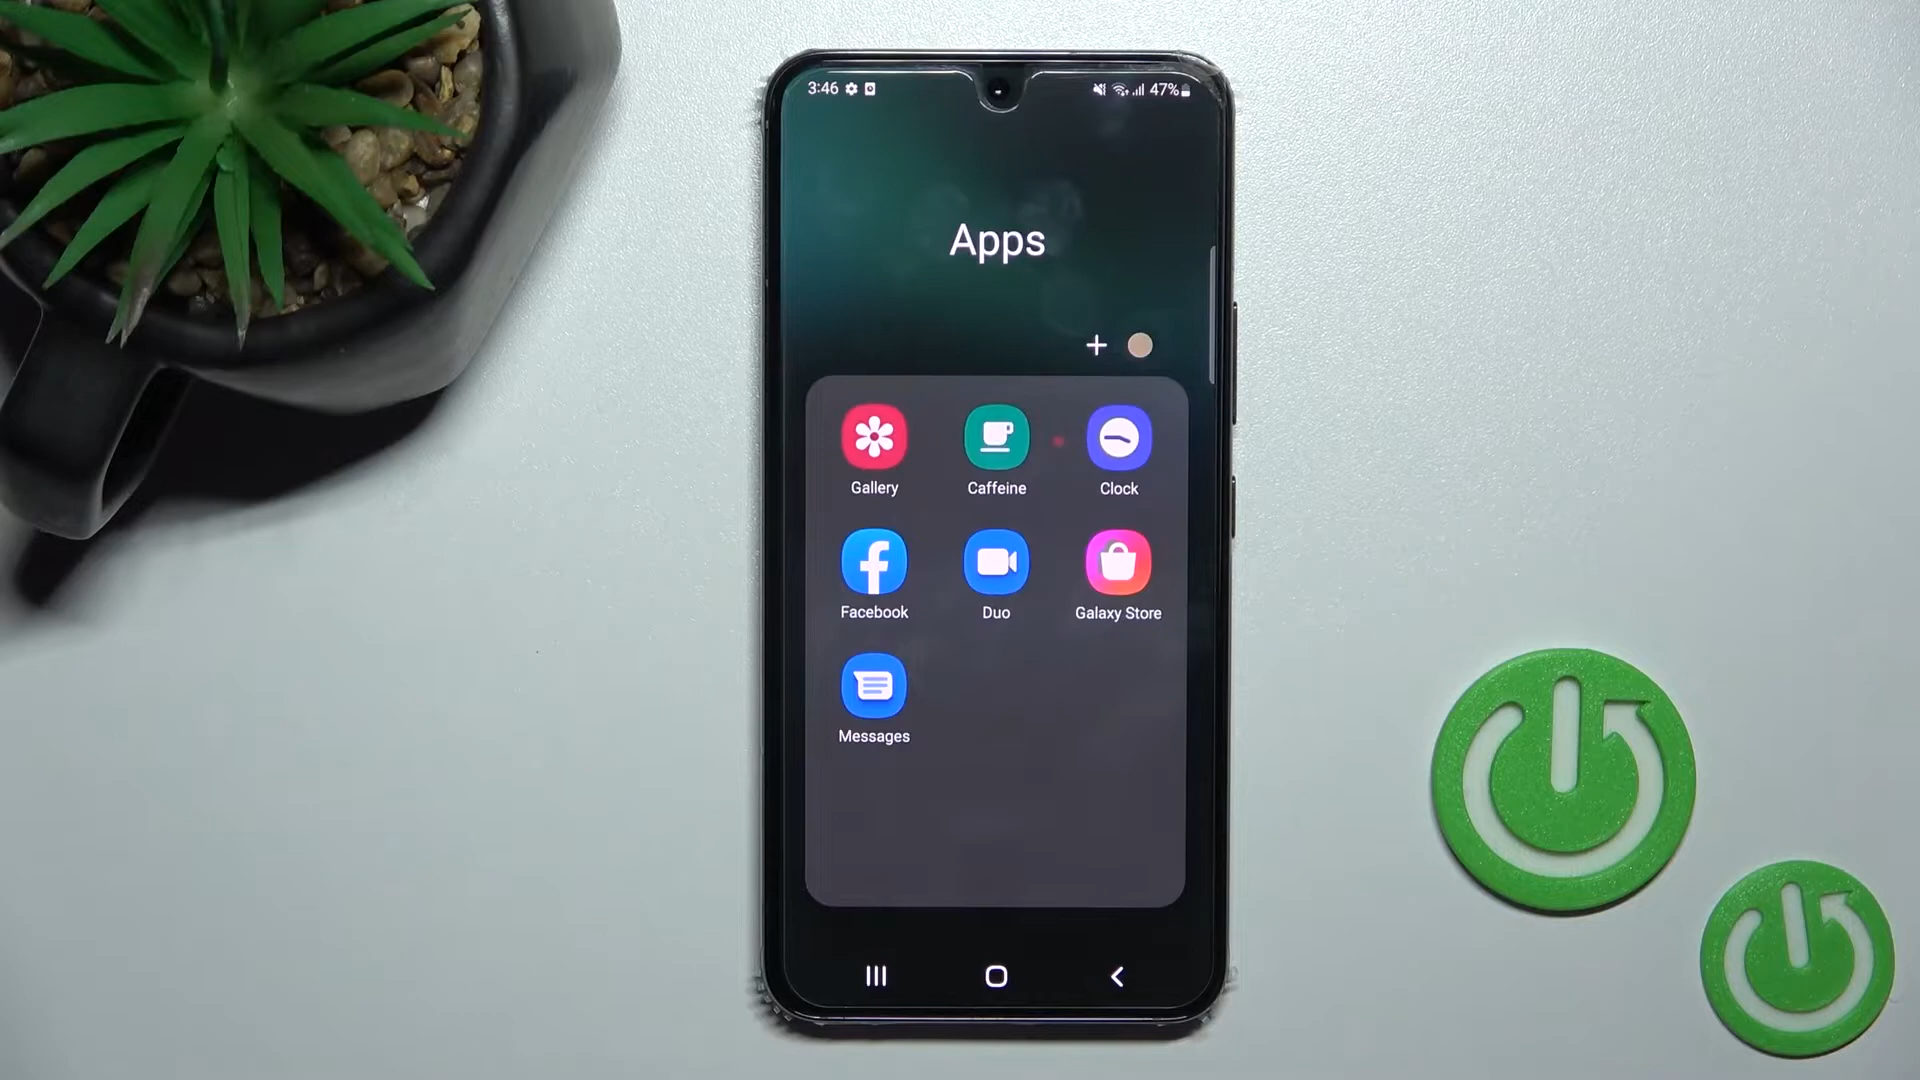 3:46
47%
Apps
Gallery
Caffeine
Clock
Facebook
Duo
Galaxy Store
Messages